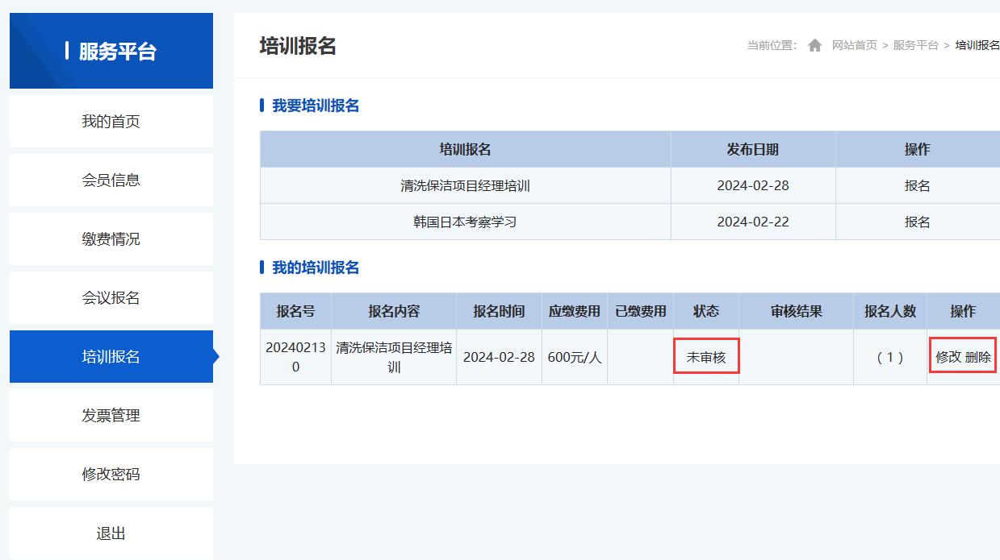 服务平台
我的首页
会员信息
缴费情况
会议报名
培训报名
发票管理
修改密码
退出
培训报名
当前位置： 网站首页 > 服务平台 > 培训报名
我要培训报名
培训报名 发布日期 操作
清洗保洁项目经理培训 2024-02-28 报名
韩国日本考察学习 2024-02-22 报名
我的培训报名
报名号 报名内容 报名时间 应缴费用 已缴费用 状态 审核结果 报名人数 操作
20240213
0
清洗保洁项目经理培
训
2024-02-28 600元/人 未审核 （ 1 ） 修改 删除